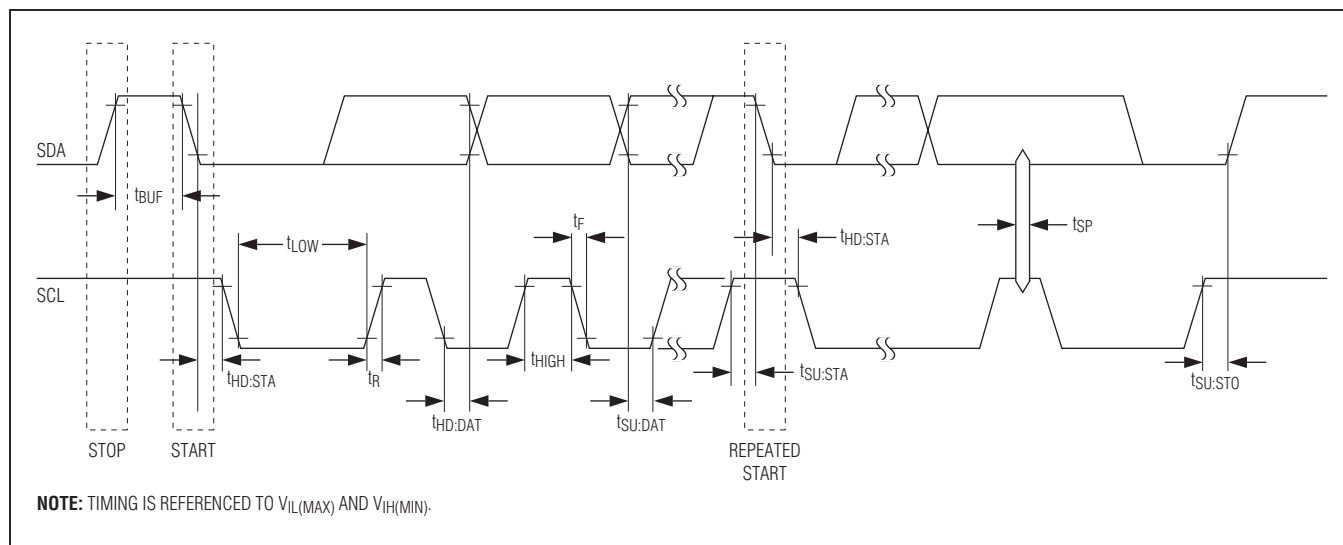 SDA
tBUF
tF
tSP
tLOW
tHD:STA
SCL
tHD:STA
tR
tHIGH
tSU:STA
tSU:STO
tHD:DAT
tSU:DAT
STOP
START
REPEATED
START
NOTE: TIMING IS REFERENCED TO VIL(MAX) AND VIH(MIN).